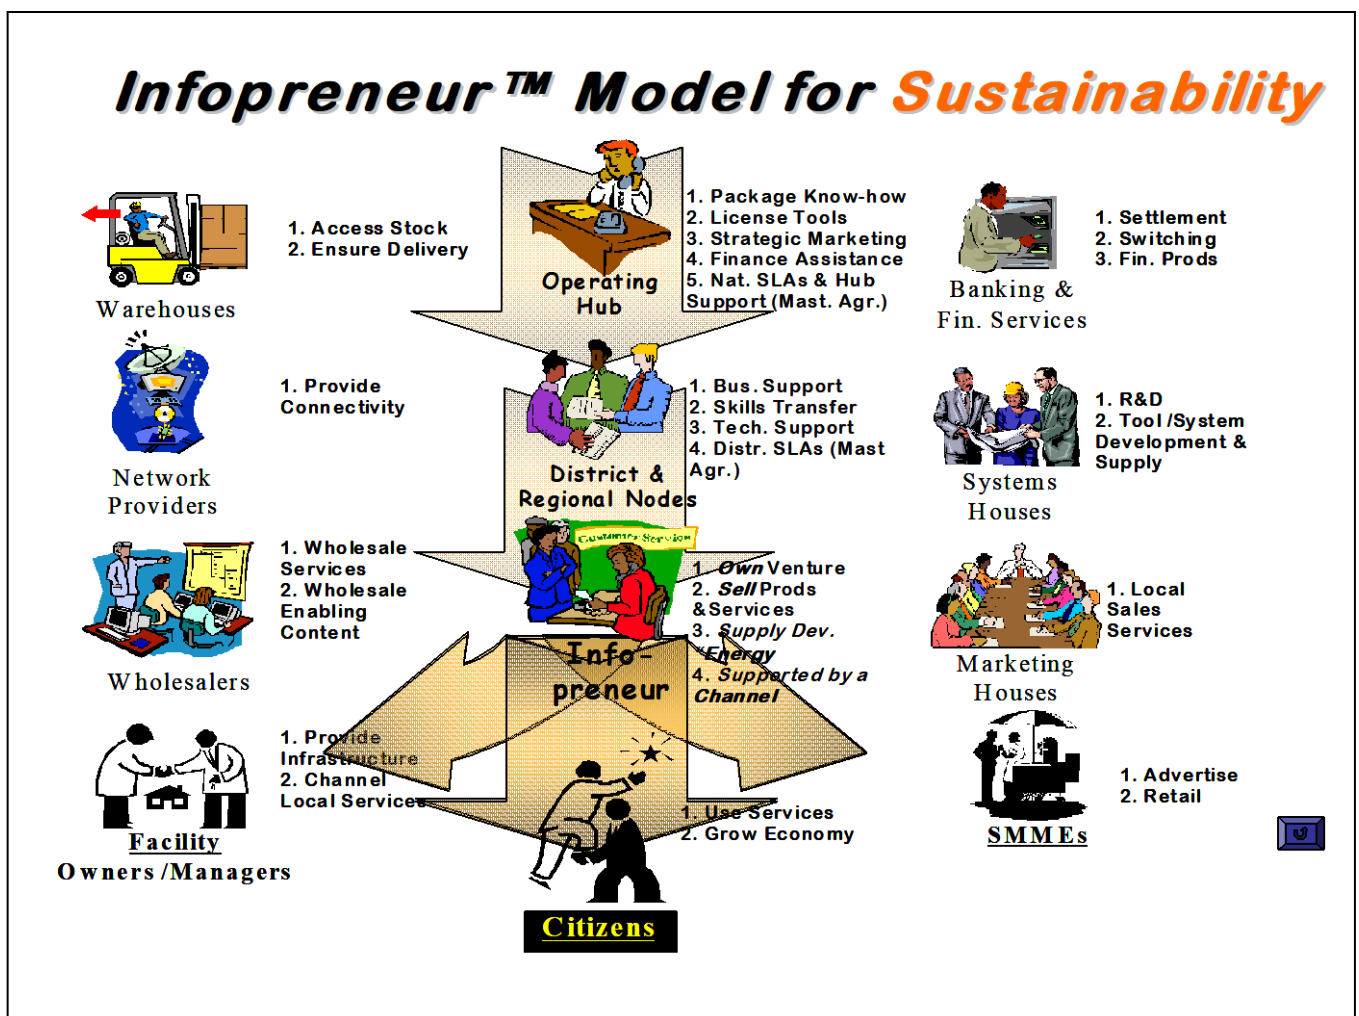 Infopreneur™ Model for Sustainability
1. Access Stock
2. Ensure Delivery
Warehouses
1. Provide
Connectivity
Network
Providers
1. Wholesale
Services
2. Wholesale
Enabling
Content
Wholesalers
1. Provide
Infrastructure
2. Channel
Local Services
Facility
Owners /Managers
Operating
Hub
1. Package Know-how
2. License Tools
3. Strategic Marketing
4. Finance Assistance
5. Nat. SLAs & Hub
Support (Mast. Agr.)
District &
Regional Nodes
1. Bus. Support
2. Skills Transfer
3. Tech. Support
4. Distr. SLAs (Mast
Agr.)
Customer Service
Info-
preneur
1. Own Venture
2. Sell Prods
&Services
3. Supply Dev.
"Energy
4. Supported by a
Channel
1. Use Services
2. Grow Economy
Citizens
Banking &
Fin. Services
1. Settlement
2. Switching
3. Fin. Prods
Systems
Houses
1. R&D
2. Tool /System
Development &
Supply
Marketing
Houses
1. Local
Sales
Services
SMMEs
1. Advertise
2. Retail